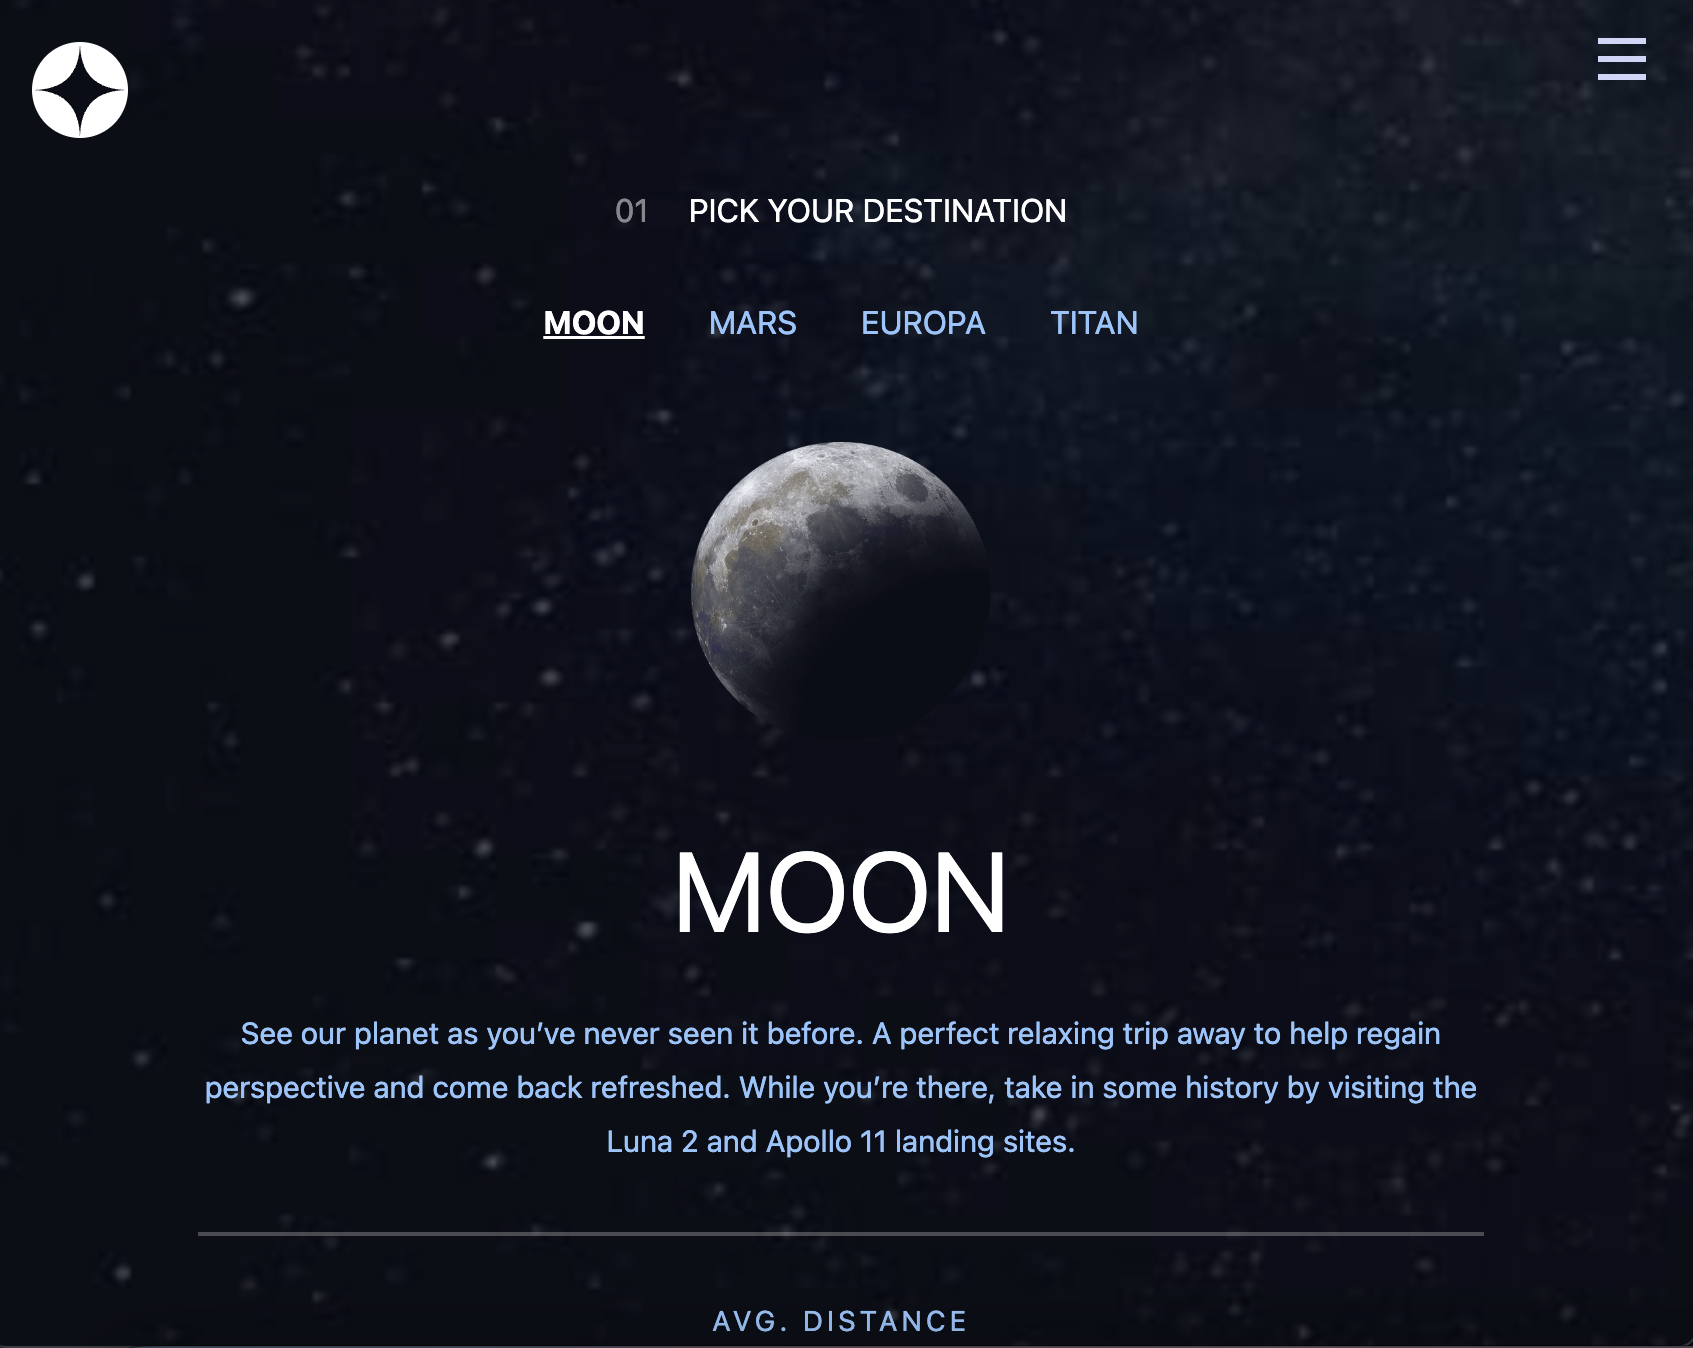 01 PICK YOUR DESTINATION
MOON MARS EUROPA TITAN
MOON
See our planet as you’ve never seen it before. A perfect relaxing trip away to help regain
perspective and come back refreshed. While you’re there, take in some history by visiting the
Luna 2 and Apollo 11 landing sites.
AVG. DISTANCE